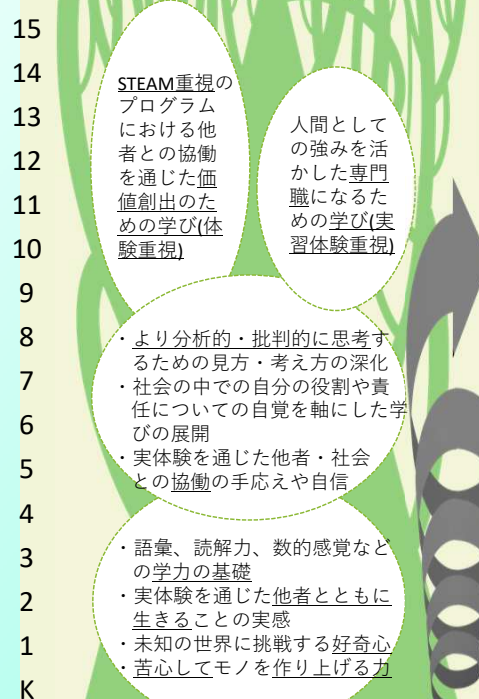 15
14
13
12
11
10
9
8
7
6
5
4
3
2
1
K
STEAM重視の
プログラム
における他
者との協働
を通じた価
値創出のた
めの学び(体
験重視)
人間として
の強みを活
かした専門
職になるた
めの学び(実
習体験重視)
・より分析的・批判的に思考す
るための見方・考え方の深化
・社会の中での自分の役割や責
任についての自覚を軸にした学
びの展開
・実体験を通じた他者・社会
との協働の手応えや自信
・語彙、読解力、数的感覚など
の学力の基礎
・実体験を通じた他者とともに
生きることの実感
・未知の世界に挑戦する好奇心
・苦心してモノを作り上げる力